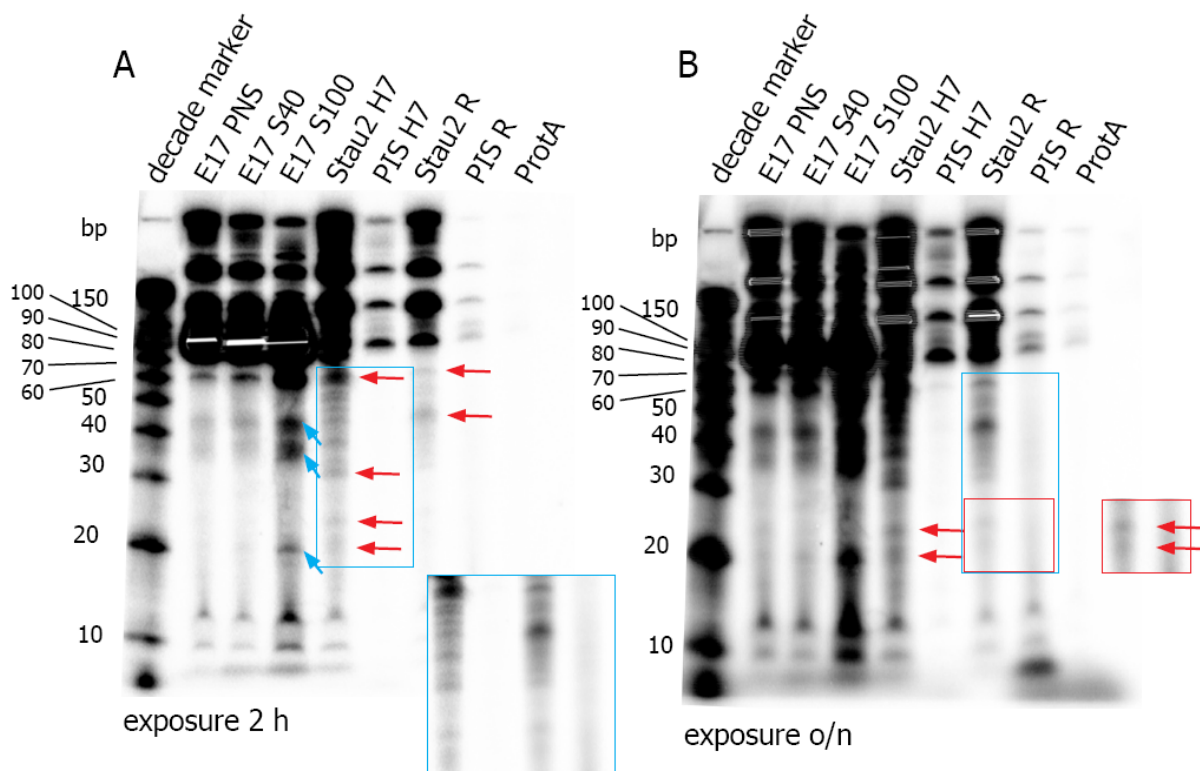 A
decade marker
E17 PNS
E17 S40
E17 S100
Stau2 H7
PIS H7
Stau2 R
PIS R
ProtA
bp
150
100
90
80
70
60
50
40
30
20
10
exposure 2 h
B
decade marker
E17 PNS
E17 S40
E17 S100
Stau2 H7
PIS H7
Stau2 R
PIS R
ProtA
bp
150
100
90
80
70
60
50
40
30
20
10
exposure o/n